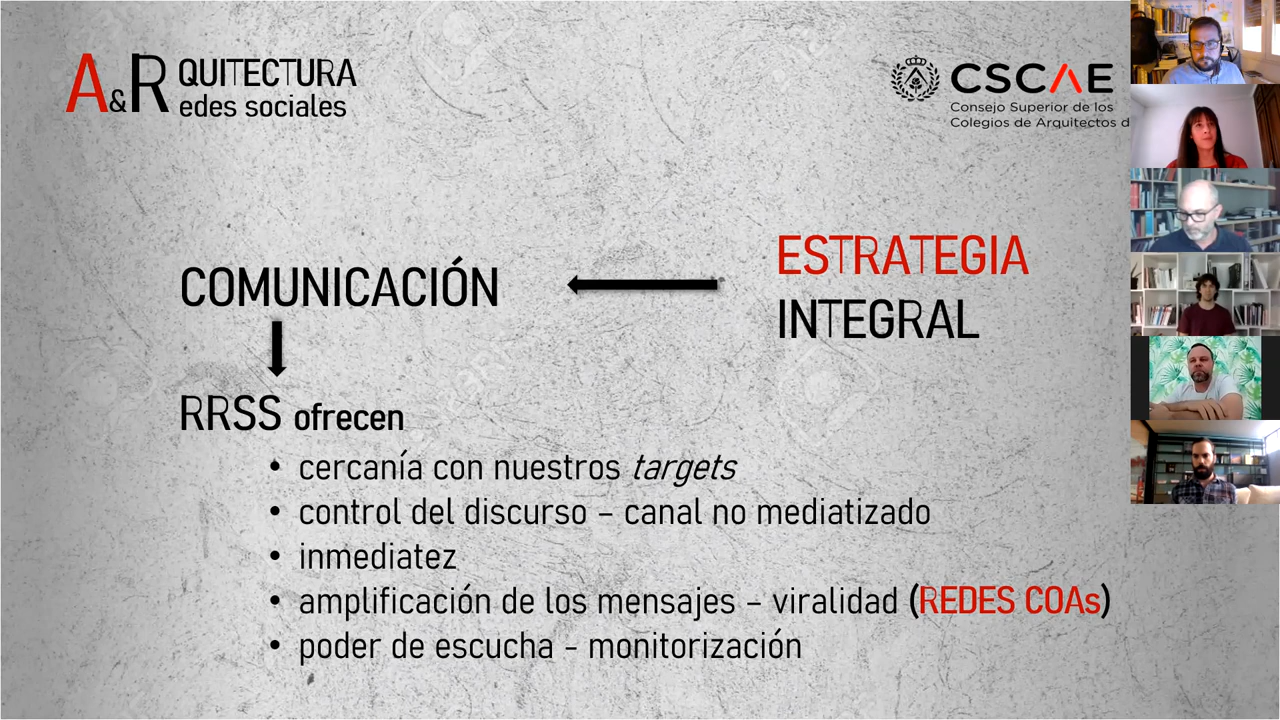 A&R QUITECTURA
edes sociales
CSCAE
Consejo Superior de los
Colegios de Arquitectos d
COMUNICACIÓN
ESTRATEGIA
INTEGRAL
RRSS ofrecen
• cercanía con nuestros targets
• control del discurso – canal no mediatizado
• inmediatez
• amplificación de los mensajes – viralidad (REDES COAs)
• poder de escucha - monitorización